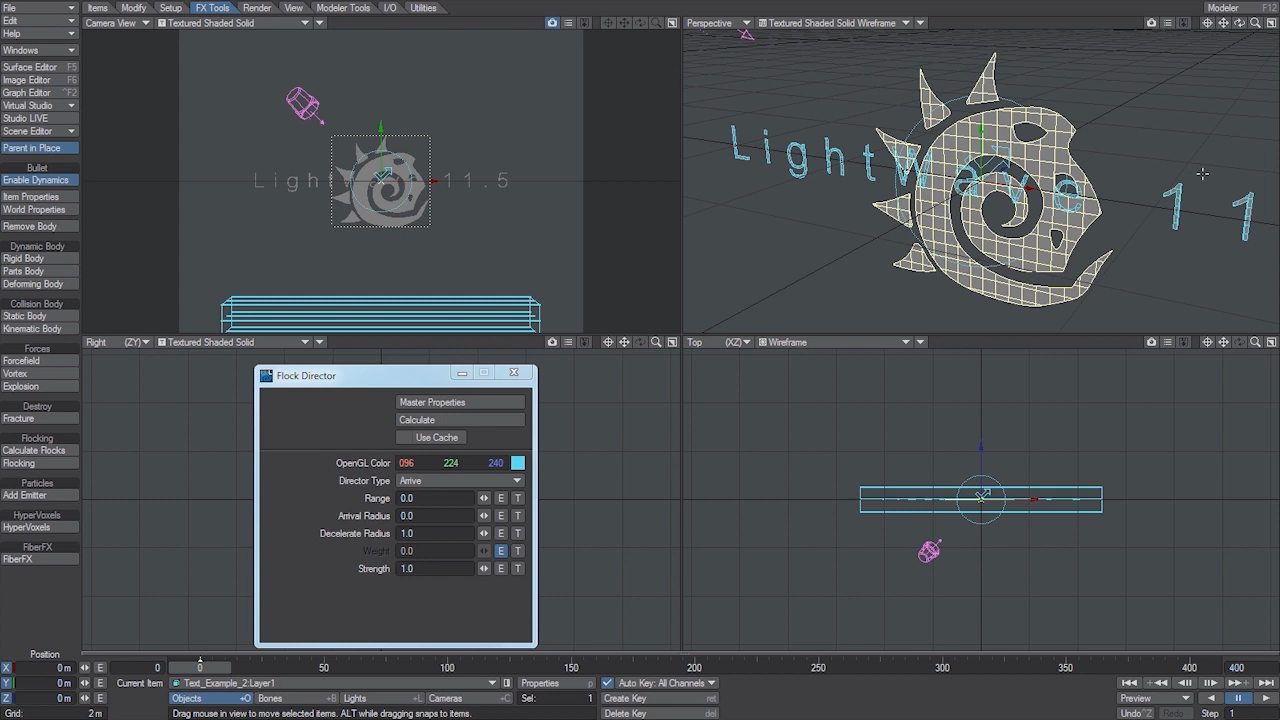 File
Items
Modify
Setup
FX Tools
Render
View
Modeler Tools
I/O
Utilities
Modeler
F12
Edit
Help
Windows
Surface Editor F5
Image Editor F6
Graph Editor ^F2
Virtual Studio
Studio LIVE
Scene Editor
Parent in Place
Bullet
Enable Dynamics
Item Properties
World Properties
Remove Body
Dynamic Body
Rigid Body
Parts Body
Deforming Body
Collision Body
Static Body
Kinematic Body
Forces
Forcefield
Vortex
Explosion
Destroy
Fracture
Flocking
Calculate Flocks
Flocking
Particles
Add Emitter
HyperVoxels
HyperVoxels
FiberFX
FiberFX
Camera View
Textured Shaded Solid
LightWave 11.5
Perspective
Textured Shaded Solid Wireframe
LightWave 11
Right (ZY)
Textured Shaded Solid
Top (XZ)
Wireframe
Flock Director
Master Properties
Calculate
Use Cache
OpenGL Color 096 224 240
Director Type Arrive
Range 0.0 E T
Arrival Radius 0.0 E T
Decelerate Radius 1.0 E T
Weight 0.0 E T
Strength 1.0 E T
Position
X 0 m E
Y 0 m E
Z 0 m E
Grid: 2 m
0
0 50 100 150 200 250 300 350 400
400
Current Item Text_Example_2:Layer1
Properties p
Auto Key: All Channels
Objects +O
Bones +B
Lights +L
Cameras +C
Sel: 1
Create Key ret
Delete Key del
Drag mouse in view to move selected items. ALT while dragging snaps to items.
Preview
Undo ^Z
Redo
Step 1